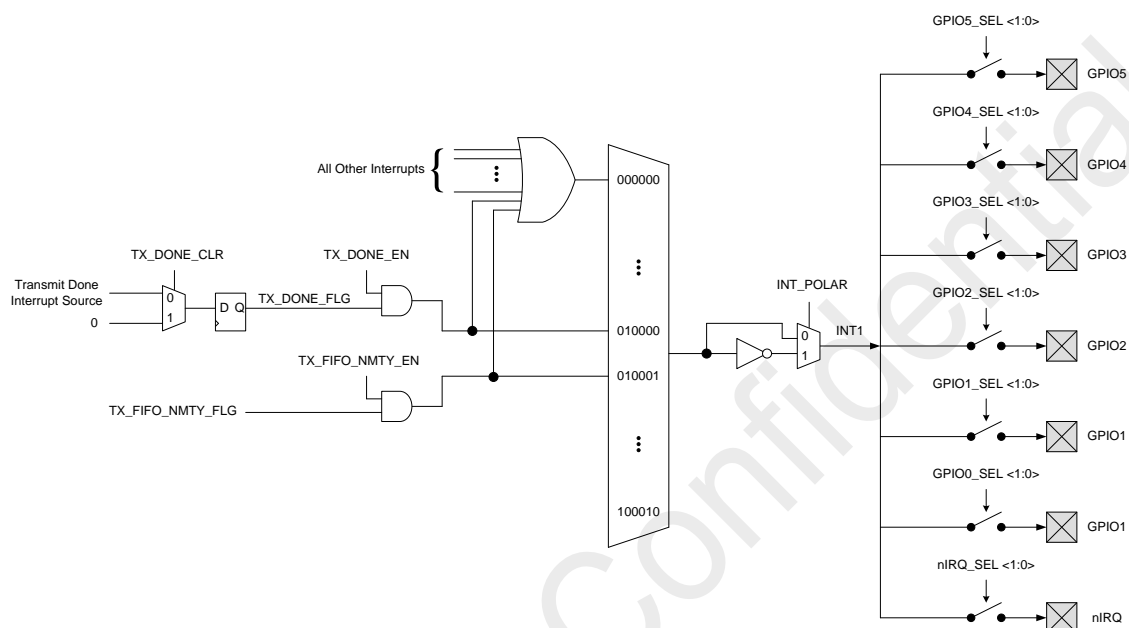 GPIO5_SEL <1:0>
GPIO5
GPIO4_SEL <1:0>
GPIO4
All Other Interrupts
000000
GPIO3_SEL <1:0>
GPIO3
TX_DONE_CLR
TX_DONE_EN
Transmit Done
Interrupt Source
0
0
1
D Q
TX_DONE_FLG
INT_POLAR
GPIO2_SEL <1:0>
010000
0
1
INT1
GPIO2
TX_FIFO_NMTY_EN
010001
TX_FIFO_NMTY_FLG
GPIO1_SEL <1:0>
GPIO1
GPIO0_SEL <1:0>
100010
GPIO1
nIRQ_SEL <1:0>
nIRQ
Confidential